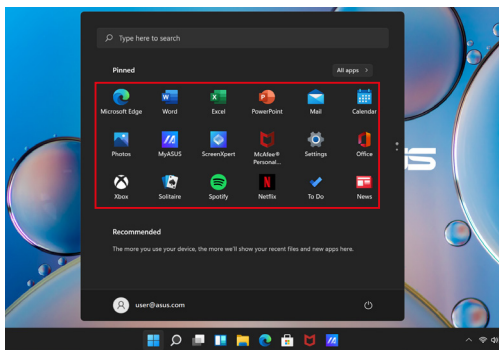 Type here to search
Pinned
All apps >
Microsoft Edge
Word
Excel
PowerPoint
Mail
Calendar
Photos
MyASUS
ScreenXpert
McAfee®
Personal...
Settings
Office
Xbox
Solitaire
Spotify
Netflix
To Do
News
Recommended
The more you use your device, the more we'll show your recent files and new apps here.
user@asus.com